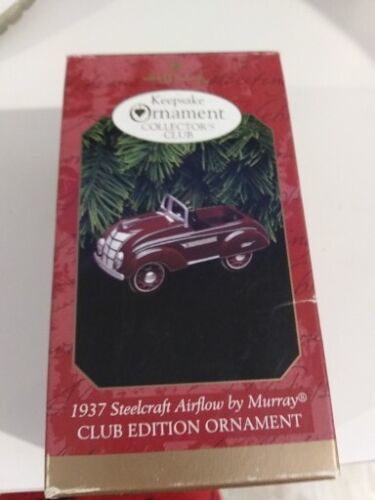 Keepsake
Ornament
COLLECTOR'S
CLUB
1937 Steelcraft Airflow by Murray®
CLUB EDITION ORNAMENT